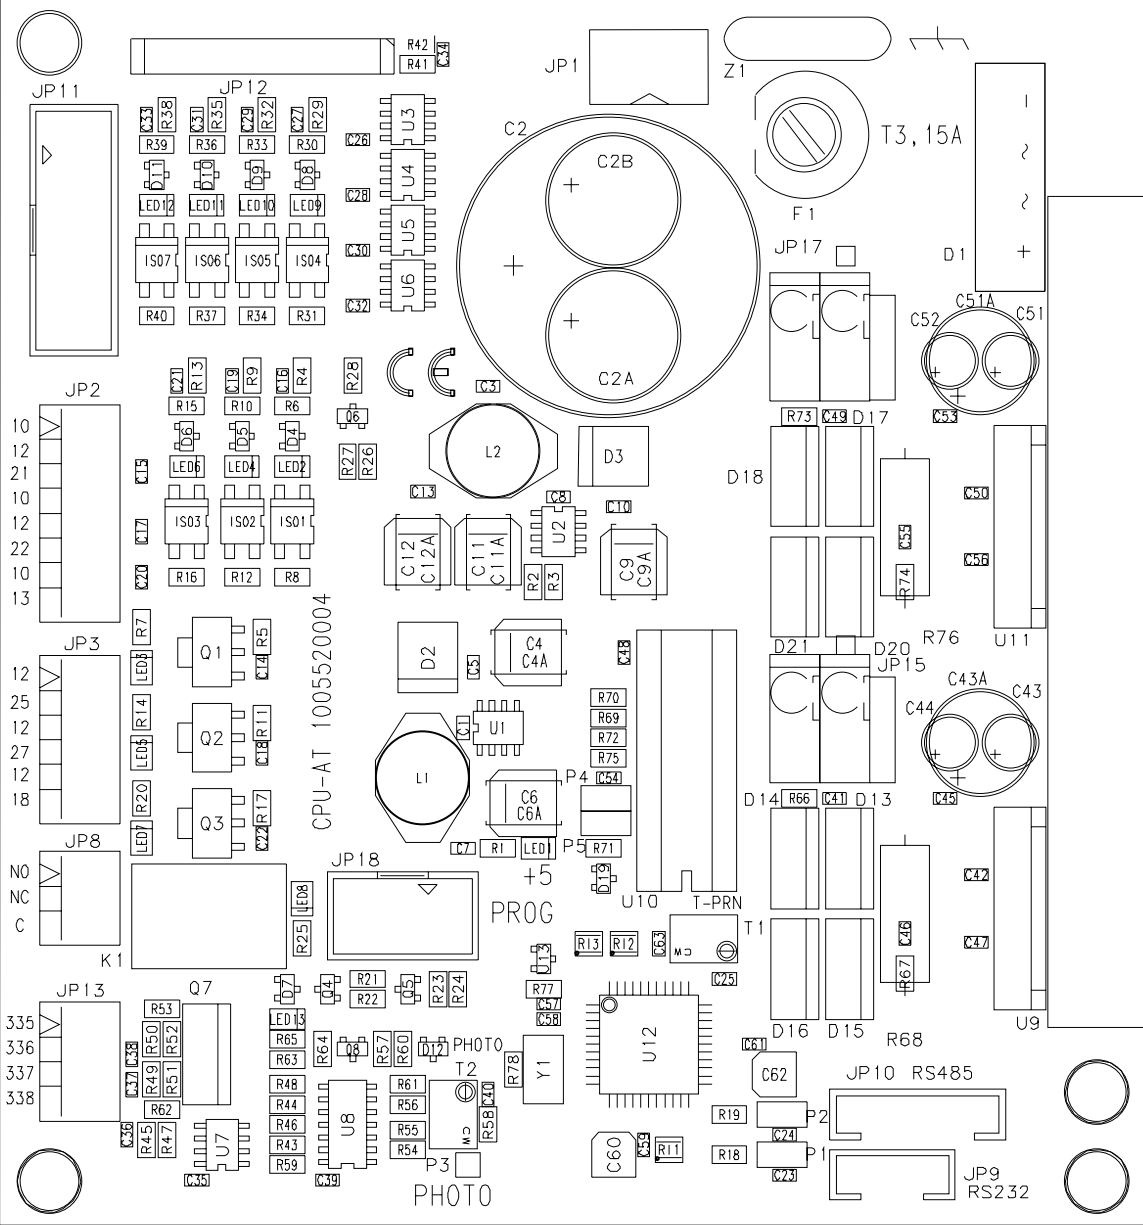 R42
C34
R41
JP1
Z1
JP11
JP12
C33
R38
C31
R35
C29
R32
C27
R29
U3
C2
T3,15A
C26
R39
R36
R33
R30
C2B
D11
D10
D9
D8
U4
C28
LED12
LED11
LED10
LED9
F1
U5
JP17
C30
D1
ISO7
ISO6
ISO5
ISO4
U6
C32
R40
R37
R34
R31
C51A
C52
C51
C21
R13
C19
R9
C16
R4
R28
C3
C2A
JP2
R15
R10
R6
Q6
R73
C49
D17
C53
10
D6
D5
D4
12
L2
D3
R27
R26
LED6
LED4
LED2
C15
21
D18
C13
C8
C10
C50
10
12
ISO3
ISO2
ISO1
C17
U2
C55
22
C12
C12A
C11
C11A
C9
C9A
C56
10
C20
R16
R12
R8
R2
R3
R74
13
CPU-AT 1005520004
R7
R5
R76
U11
JP3
Q1
D2
C4
C4A
C48
D21
D20
JP15
12
LED3
C14
C5
C43A
25
R14
R11
R70
C43
C44
12
Q2
C1
U1
R69
R72
27
LED5
C18
R75
12
L1
P4
C54
18
R20
R17
C6
C6A
D14
R66
C41
D13
C45
Q3
JP8
LED7
C22
C7
R1
LED1
P5
R71
JP18
NO
+5
D19
C42
NC
LED8
U10
T-PRN
C
PROG
T1
R25
U13
R13
R12
C63
CW
C46
C47
K1
R67
JP13
Q7
D7
Q4
R21
Q5
R23
R24
C25
R77
R22
R53
C57
335
LED13
C58
D16
D15
U9
R50
R52
R65
R64
Q8
R57
R60
D12
PHOTO
U12
R68
336
C38
R63
C61
R78
Y1
337
R49
R51
C37
R48
R61
T2
C62
JP10 RS485
338
R62
R44
R56
C40
R19
P2
R46
U8
R58
C36
R45
R47
U7
R43
R55
CW
C24
R54
C60
C59
R11
R18
P1
R59
P3
C35
C39
C23
JP9
PHOTO
RS232